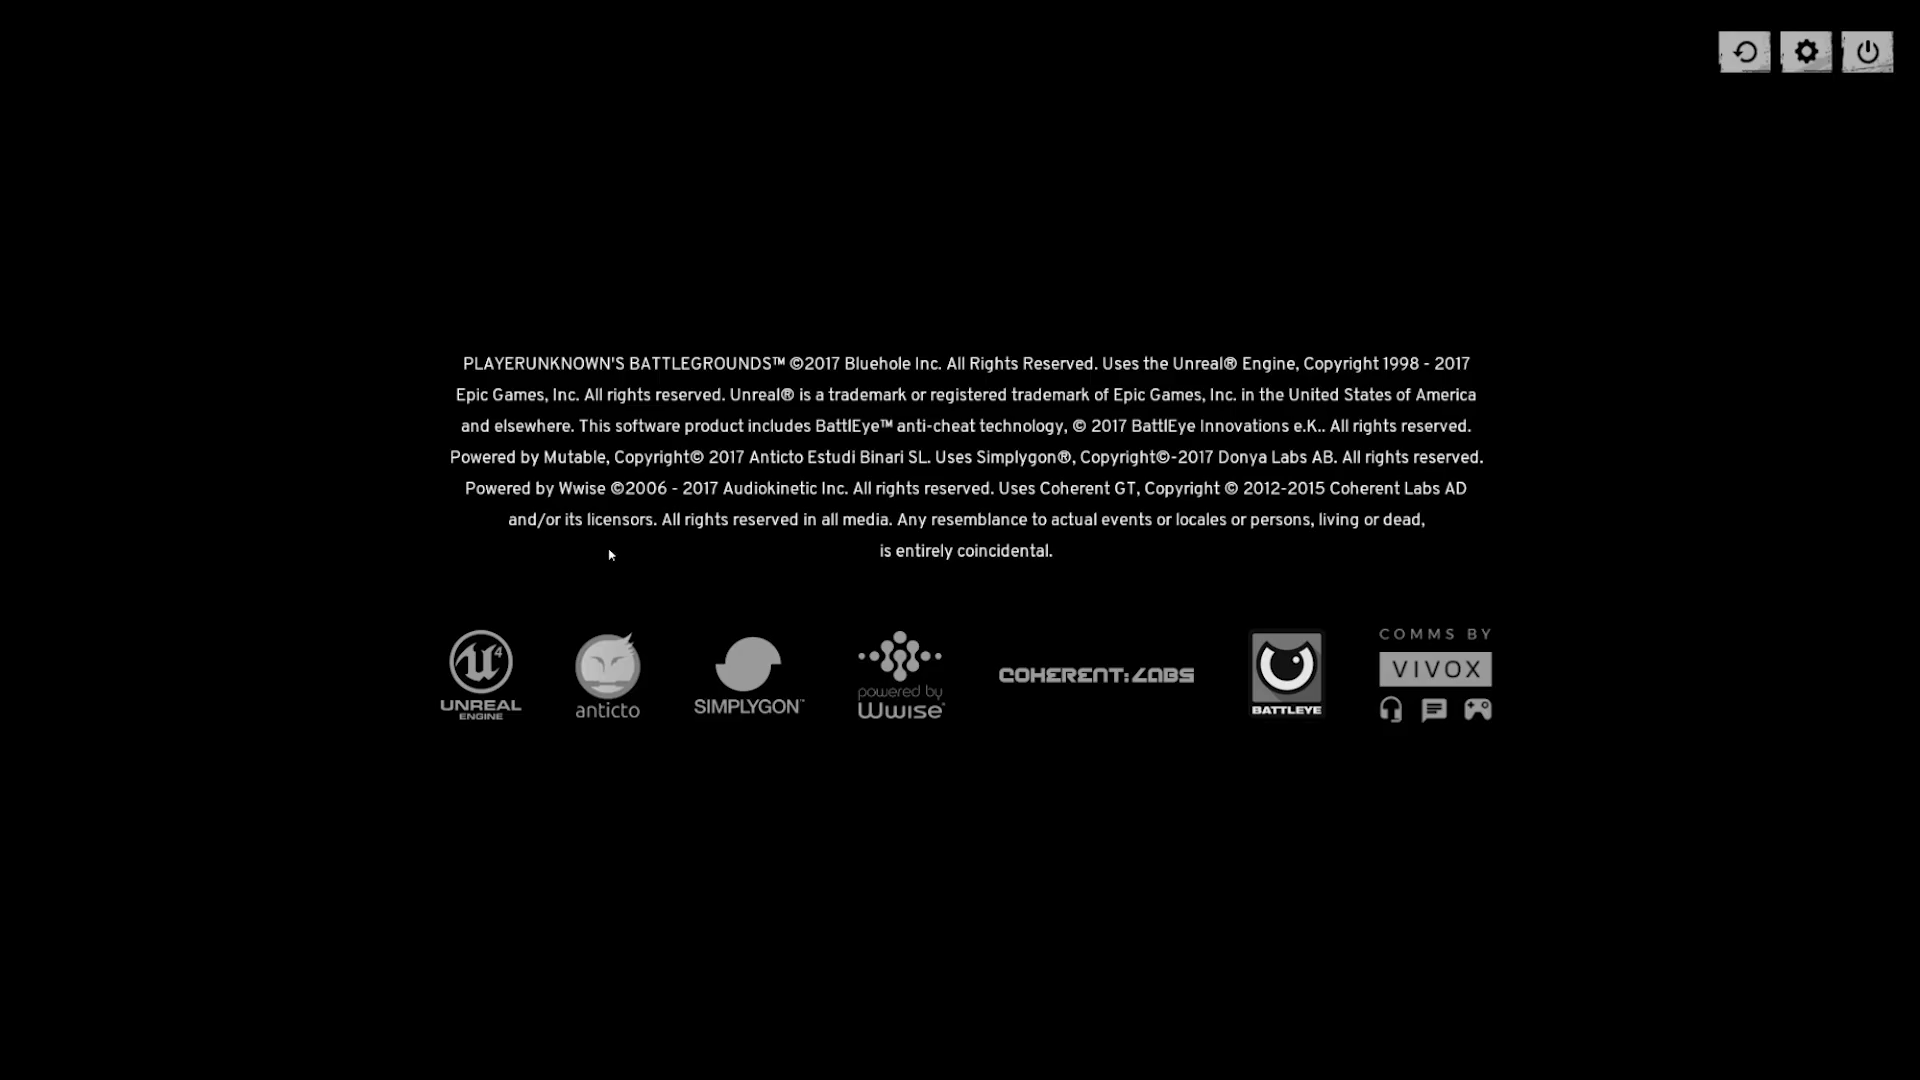 PLAYERUNKNOWN'S BATTLEGROUNDS™ ©2017 Bluehole Inc. All Rights Reserved. Uses the Unreal® Engine, Copyright 1998 - 2017
Epic Games, Inc. All rights reserved. Unreal® is a trademark or registered trademark of Epic Games, Inc. in the United States of America
and elsewhere. This software product includes BattlEye™ anti-cheat technology, © 2017 BattlEye Innovations e.K.. All rights reserved.
Powered by Mutable, Copyright© 2017 Anticto Estudi Binari SL. Uses Simplygon®, Copyright©-2017 Donya Labs AB. All rights reserved.
Powered by Wwise ©2006 - 2017 Audiokinetic Inc. All rights reserved. Uses Coherent GT, Copyright © 2012-2015 Coherent Labs AD
and/or its licensors. All rights reserved in all media. Any resemblance to actual events or locales or persons, living or dead,
is entirely coincidental.
4
UNREAL
ENGINE
anticto
SIMPLYGON™
powered by
wwise®
COHERENT:LABS
BATTLEYE
COMMS BY
VIVOX